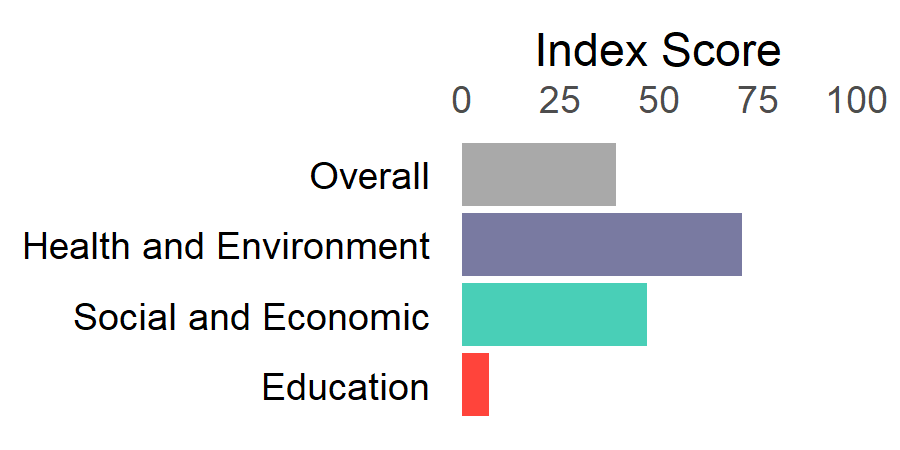 Index Score
0 25 50 75 100
Overall
Health and Environment
Social and Economic
Education